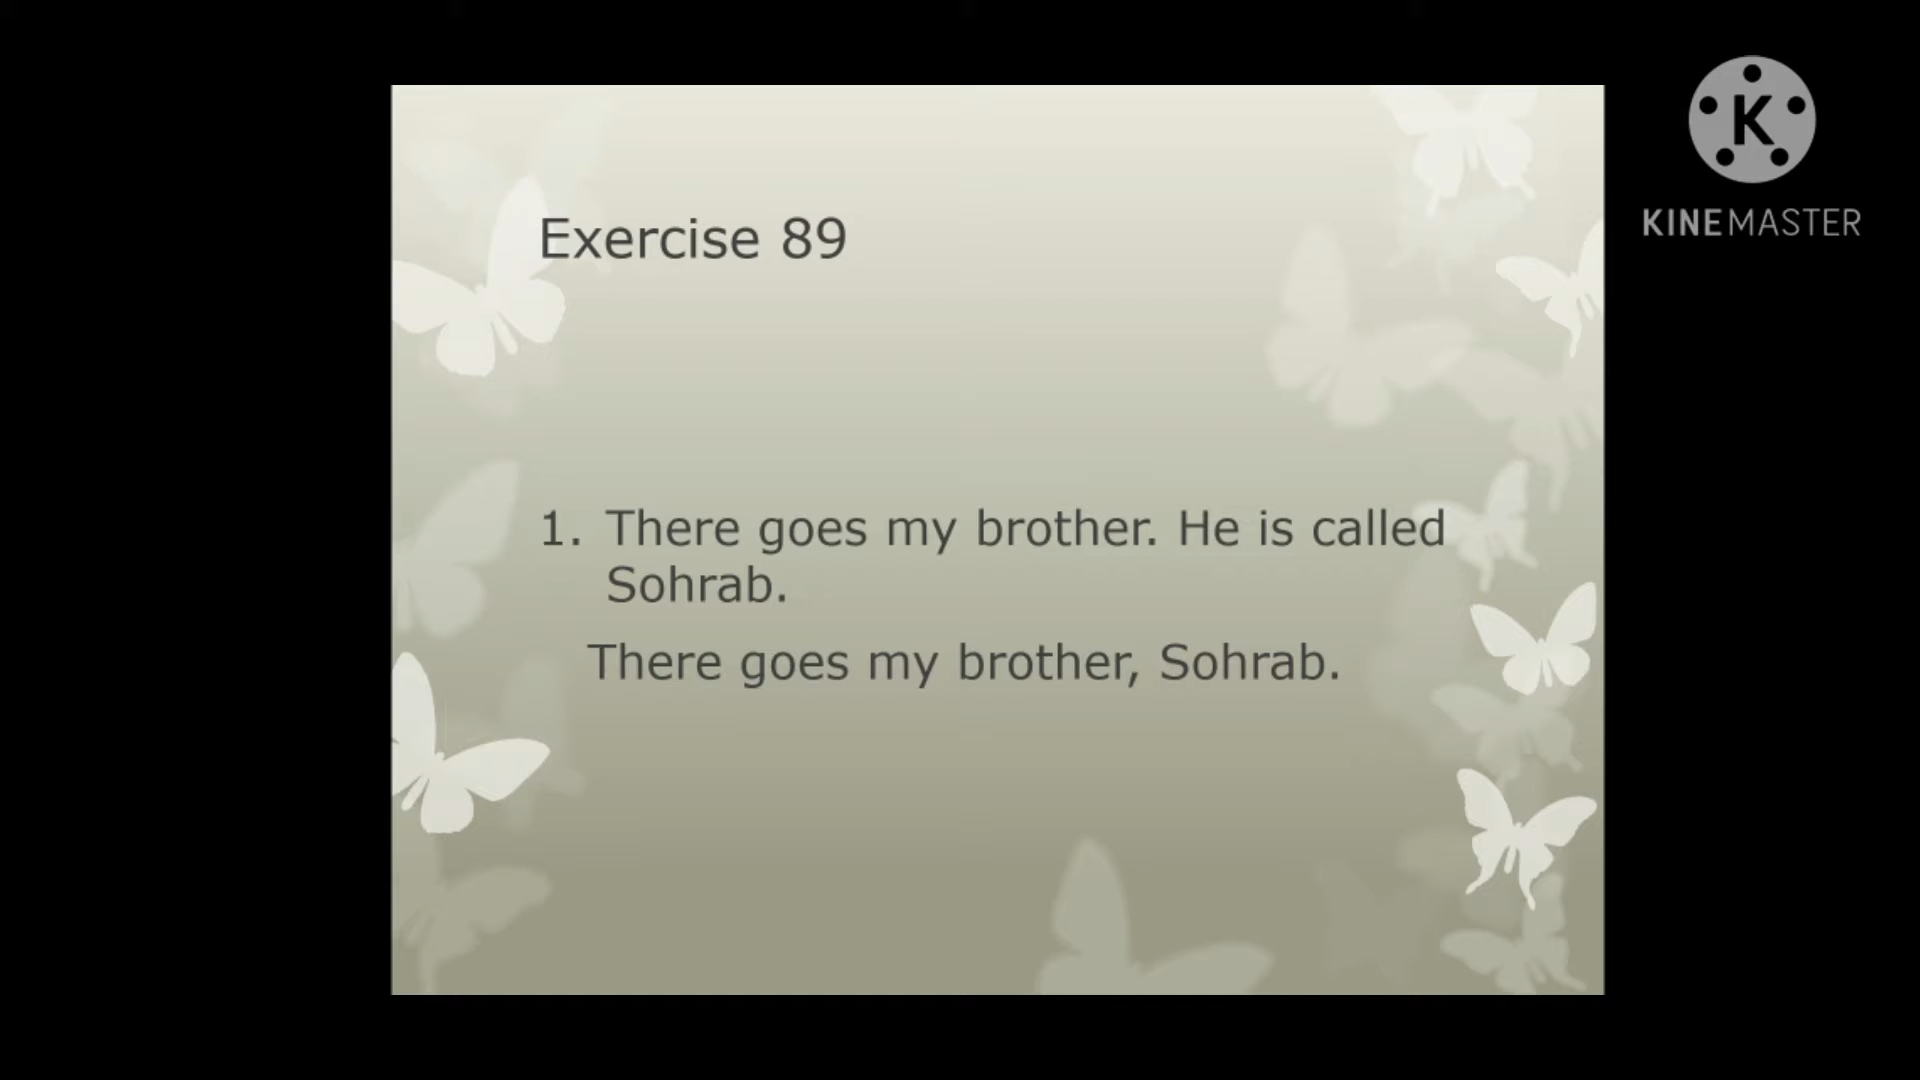 K
KINEMASTER
Exercise 89
1. There goes my brother. He is called
Sohrab.
There goes my brother, Sohrab.